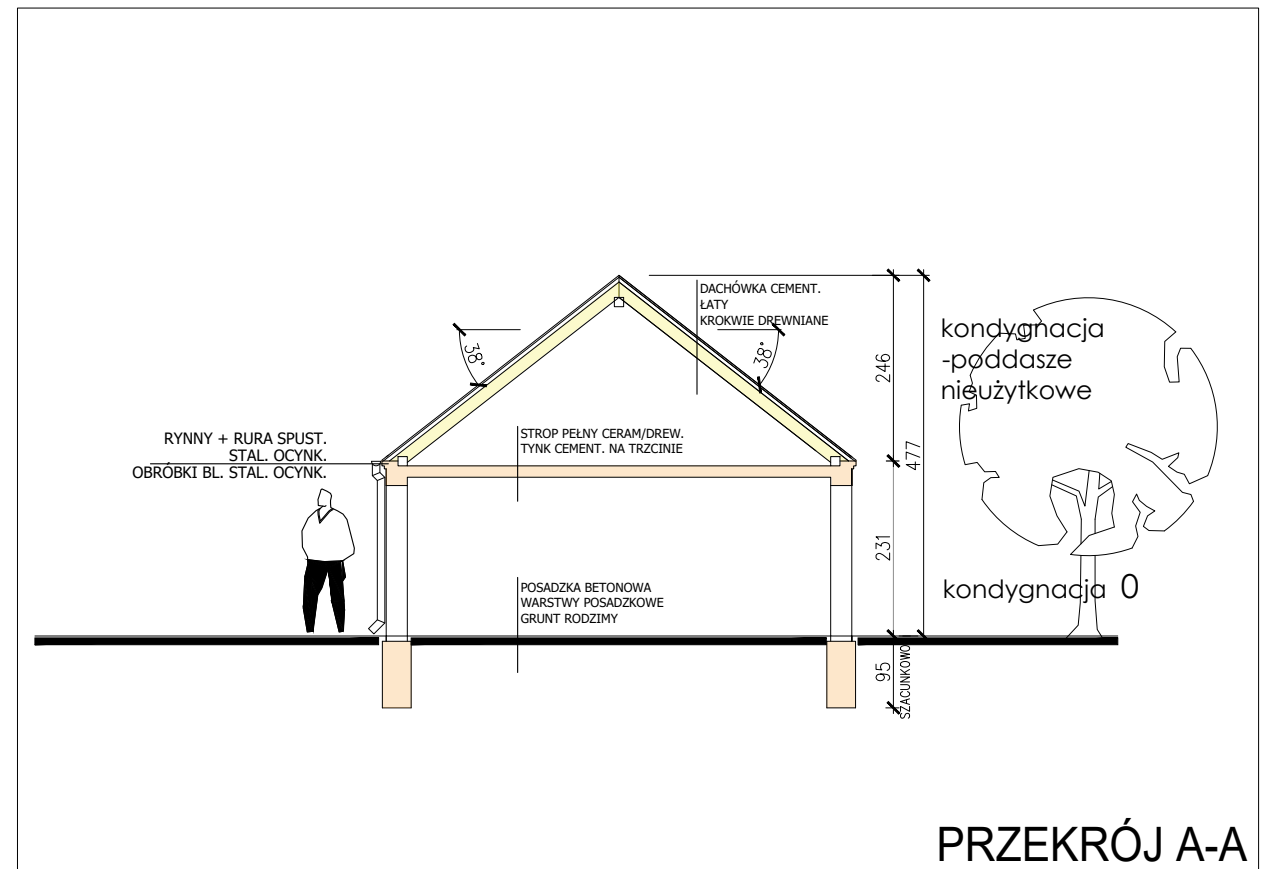 DACHÓWKA CEMENT.
ŁATY
KROKWIE DREWNIANE
38°
38°
246
477
kondygnacja
-poddasze
nieużytkowe
RYNNY + RURA SPUST.
STAL. OCYNK.
OBRÓBKI BL. STAL. OCYNK.
STROP PEŁNY CERAM/DREW.
TYNK CEMENT. NA TRZCINIE
231
POSADZKA BETONOWA
WARSTWY POSADZKOWE
GRUNT RODZIMY
kondygnacja 0
95
SZACUNKOWO
PRZEKRÓJ A-A